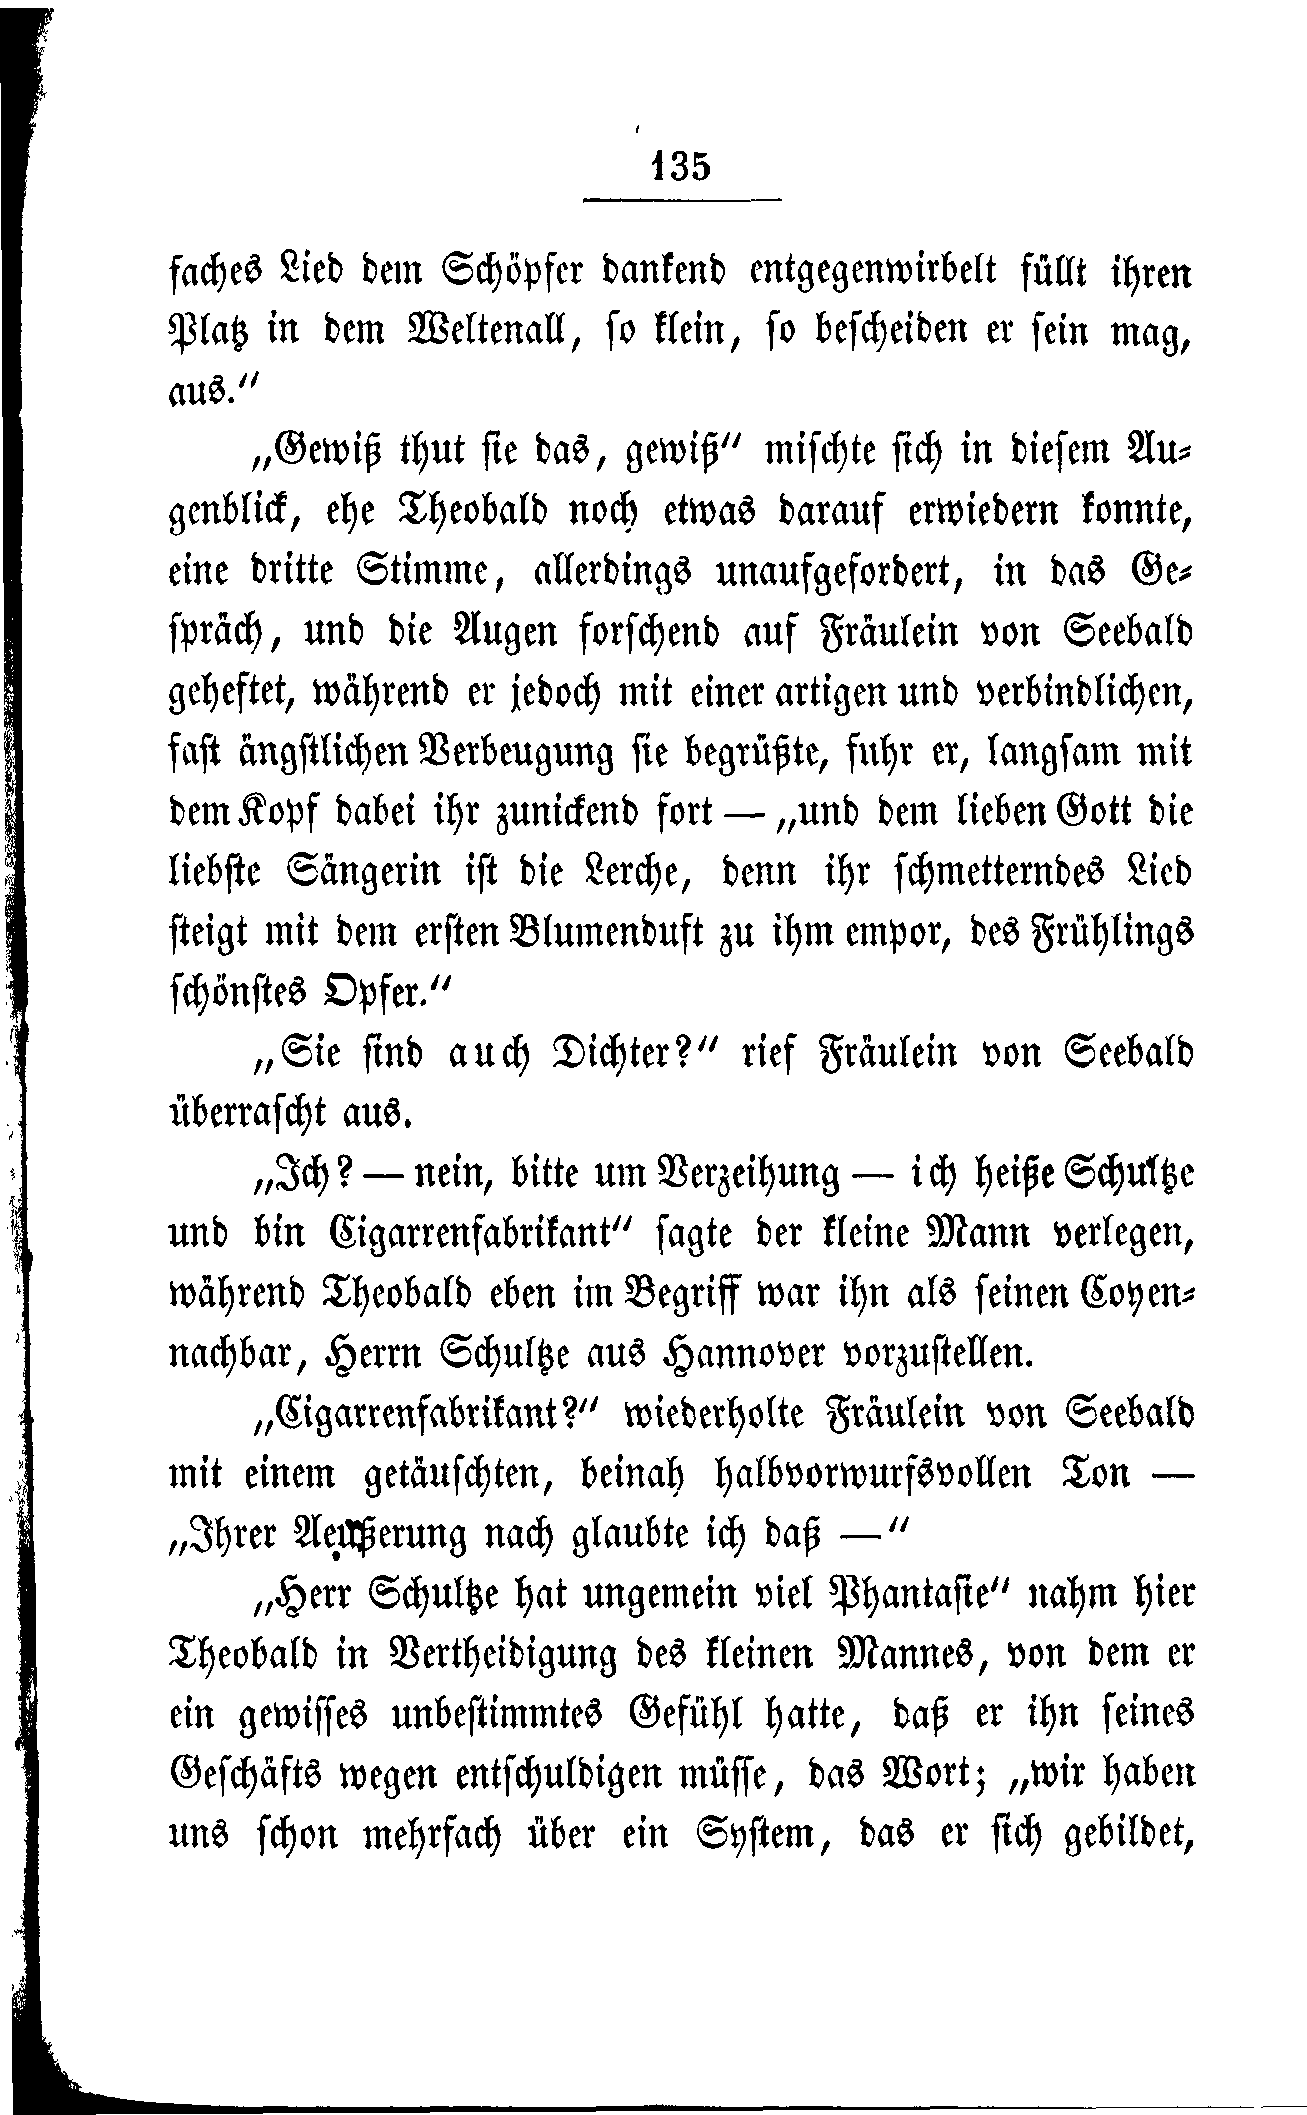 135
faches Lied dem Schöpfer dankend entgegenwirbelt füllt ihren
Platz in dem Weltenall, so klein, so bescheiden er sein mag,
aus.“
„Gewiß thut sie das, gewiß“ mischte sich in diesem Au-
genblick, ehe Theobald noch etwas darauf erwiedern konnte,
eine dritte Stimme, allerdings unaufgefordert, in das Ge-
spräch, und die Augen forschend auf Fräulein von Seebald
geheftet, während er jedoch mit einer artigen und verbindlichen,
fast ängstlichen Verbeugung sie begrüßte, fuhr er, langsam mit
dem Kopf dabei ihr zunickend fort — „und dem lieben Gott die
liebste Sängerin ist die Lerche, denn ihr schmetterndes Lied
steigt mit dem ersten Blumenduft zu ihm empor, des Frühlings
schönstes Opfer.“
„Sie sind auch Dichter?“ rief Fräulein von Seebald
überrascht aus.
„Ich? — nein, bitte um Verzeihung — ich heiße Schultze
und bin Cigarrenfabrikant“ sagte der kleine Mann verlegen,
während Theobald eben im Begriff war ihn als seinen Coyen-
nachbar, Herrn Schultze aus Hannover vorzustellen.
„Cigarrenfabrikant?“ wiederholte Fräulein von Seebald
mit einem getäuschten, beinah halbvorwurfsvollen Ton —
„Ihrer Aeußerung nach glaubte ich daß —“
„Herr Schultze hat ungemein viel Phantasie“ nahm hier
Theobald in Vertheidigung des kleinen Mannes, von dem er
ein gewisses unbestimmtes Gefühl hatte, daß er ihn seines
Geschäfts wegen entschuldigen müsse, das Wort; „wir haben
uns schon mehrfach über ein System, das er sich gebildet,